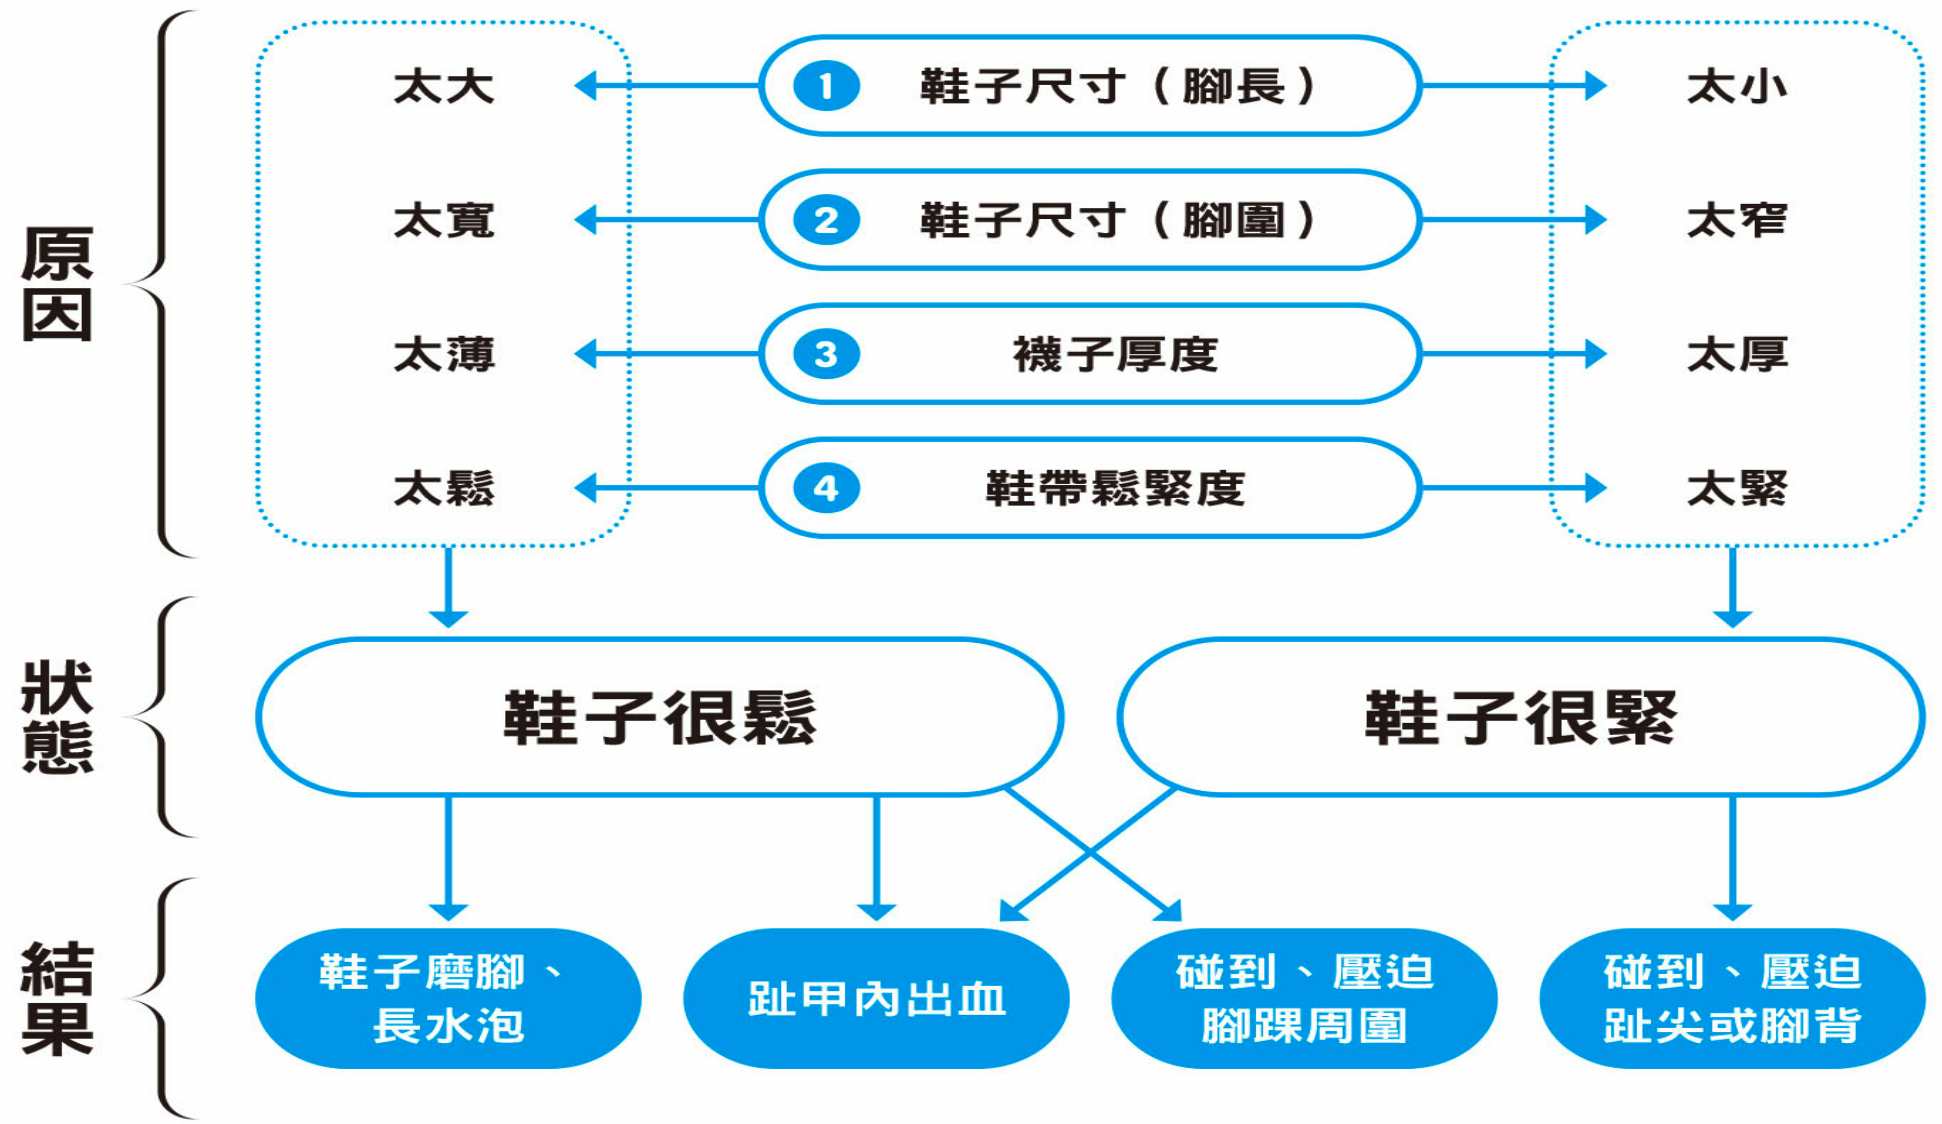 原因
太大
1 鞋子尺寸（腳長）
太小
太寬
2 鞋子尺寸（腳圍）
太窄
太薄
3 襪子厚度
太厚
太鬆
4 鞋帶鬆緊度
太緊
狀態
鞋子很鬆
鞋子很緊
結果
鞋子磨腳、
長水泡
趾甲內出血
碰到、壓迫
腳踝周圍
碰到、壓迫
趾尖或腳背